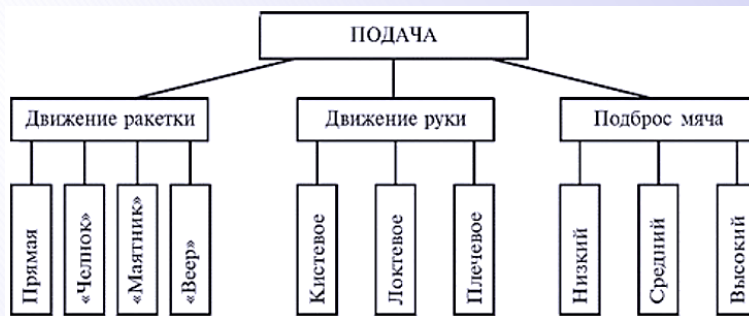 ПОДАЧА
Движение ракетки
Движение руки
Подброс мяча
Прямая
«Челнок»
«Маятник»
«Веер»
Кистевое
Локтевое
Плечевое
Низкий
Средний
Высокий